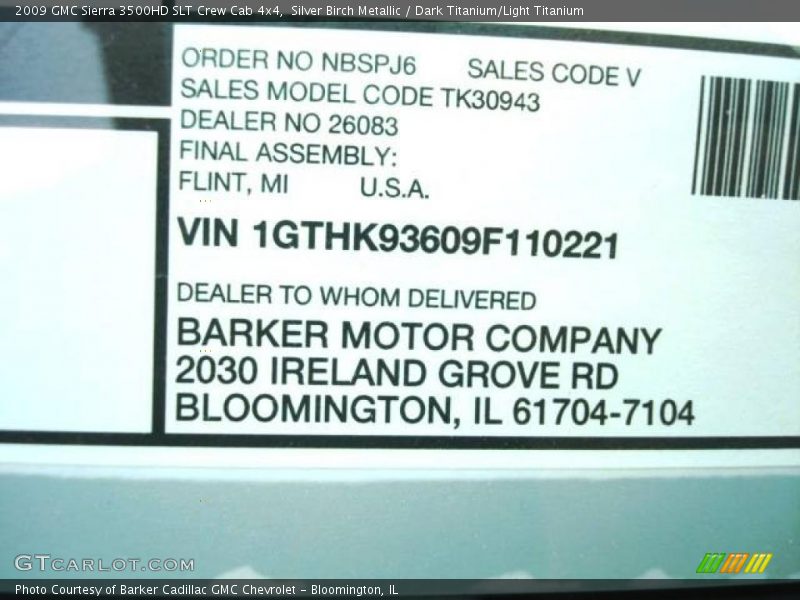 2009 GMC Sierra 3500HD SLT Crew Cab 4x4, Silver Birch Metallic / Dark Titanium/Light Titanium
ORDER NO NBSPJ6 SALES CODE V
SALES MODEL CODE TK30943
DEALER NO 26083
FINAL ASSEMBLY:
FLINT, MI U.S.A.
VIN 1GTHK93609F110221
DEALER TO WHOM DELIVERED
BARKER MOTOR COMPANY
2030 IRELAND GROVE RD
BLOOMINGTON, IL 61704-7104
GTCARLOT.COM
Photo Courtesy of Barker Cadillac GMC Chevrolet - Bloomington, IL